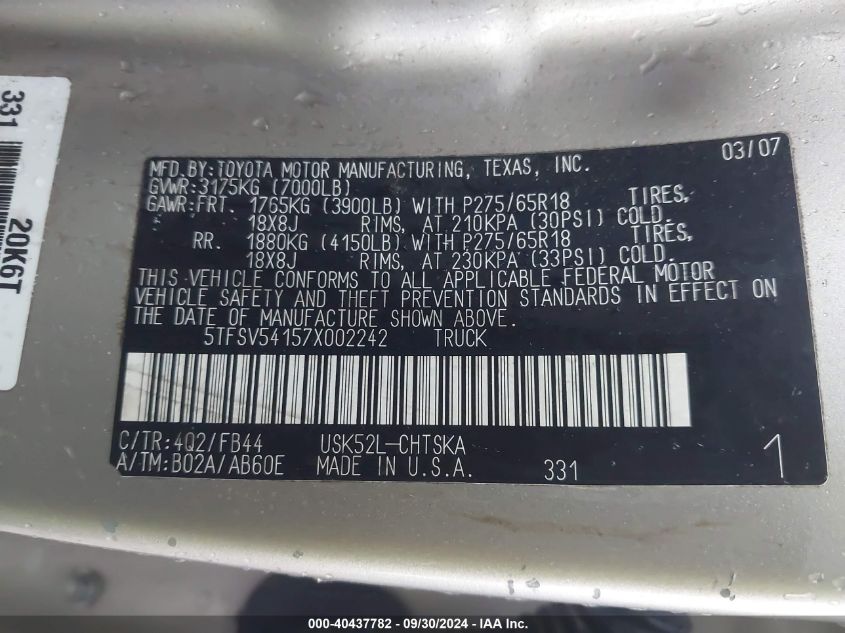 331
20K6T
MFD.BY:TOYOTA MOTOR MANUFACTURING, TEXAS, INC. 03/07
GVWR:3175KG (7000LB)
GAWR:FRT. 1765KG (3900LB) WITH P275/65R18 TIRES,
18X8J RIMS, AT 210KPA (30PSI) COLD.
RR. 1880KG (4150LB) WITH P275/65R18 TIRES,
18X8J RIMS, AT 230KPA (33PSI) COLD.
THIS VEHICLE CONFORMS TO ALL APPLICABLE FEDERAL MOTOR
VEHICLE SAFETY AND THEFT PREVENTION STANDARDS IN EFFECT ON
THE DATE OF MANUFACTURE SHOWN ABOVE.
5TFSV54157X002242 TRUCK
C/TR:4Q2/FB44 USK52L-CHTSKA
A/TM:B02A/AB60E MADE IN U.S.A. 331 1
000-40437782 - 09/30/2024 - IAA Inc.